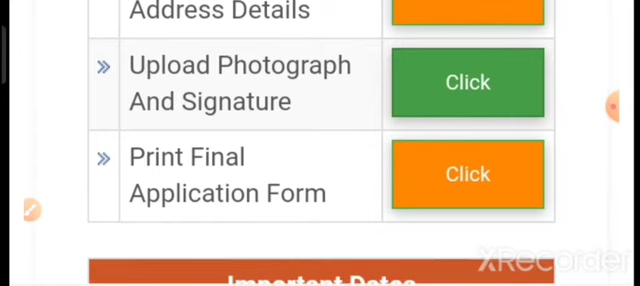 Address Details
Upload Photograph
And Signature
Click
Print Final
Application Form
Click
Important Dates
XRecorder